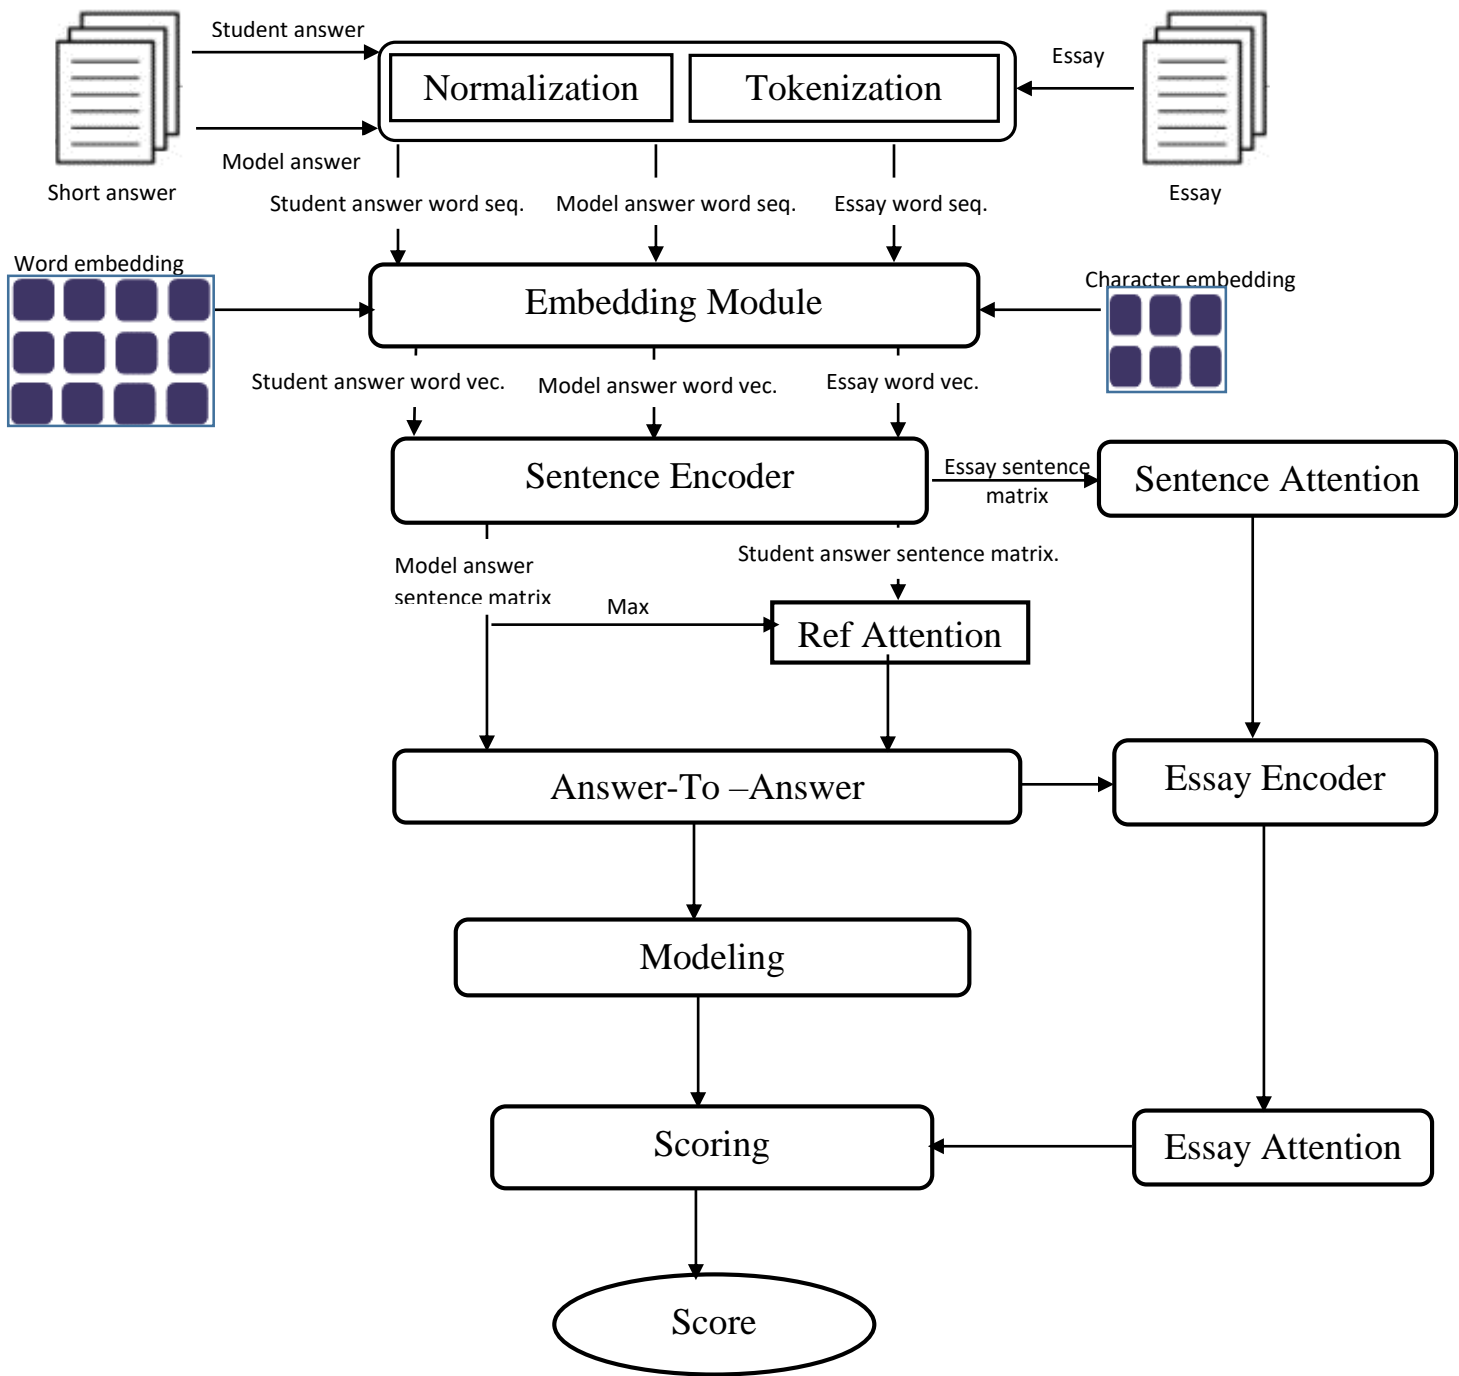 Student answer
Essay
Normalization
Tokenization
Model answer
Short answer
Essay
Student answer word seq.
Model answer word seq.
Essay word seq.
Word embedding
Character embedding
Embedding Module
Student answer word vec.
Model answer word vec.
Essay word vec.
Sentence Encoder
Essay sentence
matrix
Sentence Attention
Model answer
sentence matrix
Student answer sentence matrix.
Max
Ref Attention
Answer-To –Answer
Essay Encoder
Modeling
Scoring
Essay Attention
Score